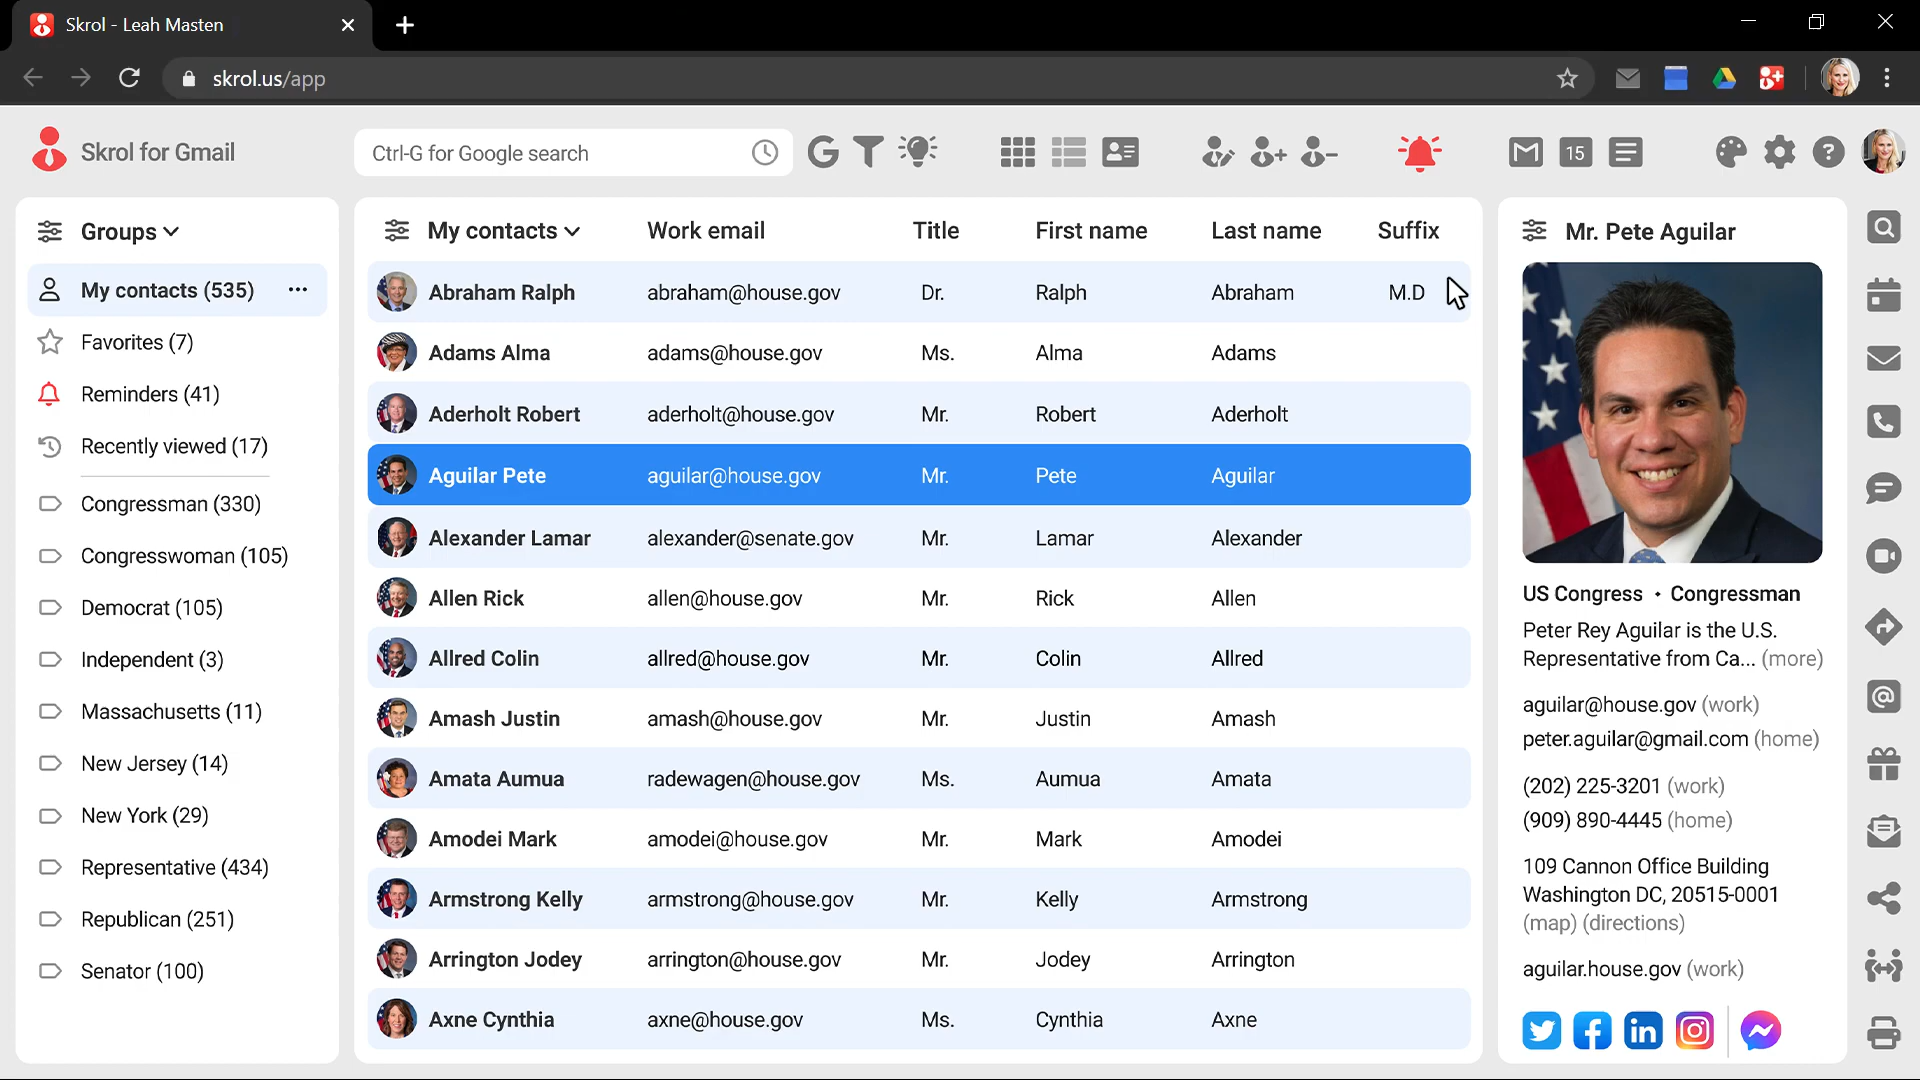 Skrol - Leah Masten
skrol.us/app
Skrol for Gmail
Ctrl-G for Google search
15
Groups
My contacts (535)
Favorites (7)
Reminders (41)
Recently viewed (17)
Congressman (330)
Congresswoman (105)
Democrat (105)
Independent (3)
Massachusetts (11)
New Jersey (14)
New York (29)
Representative (434)
Republican (251)
Senator (100)
My contacts Work email Title First name Last name Suffix
Abraham Ralph abraham@house.gov Dr. Ralph Abraham M.D
Adams Alma adams@house.gov Ms. Alma Adams
Aderholt Robert aderholt@house.gov Mr. Robert Aderholt
Aguilar Pete aguilar@house.gov Mr. Pete Aguilar
Alexander Lamar alexander@senate.gov Mr. Lamar Alexander
Allen Rick allen@house.gov Mr. Rick Allen
Allred Colin allred@house.gov Mr. Colin Allred
Amash Justin amash@house.gov Mr. Justin Amash
Amata Aumua radewagen@house.gov Ms. Aumua Amata
Amodei Mark amodei@house.gov Mr. Mark Amodei
Armstrong Kelly armstrong@house.gov Mr. Kelly Armstrong
Arrington Jodey arrington@house.gov Mr. Jodey Arrington
Axne Cynthia axne@house.gov Ms. Cynthia Axne
Mr. Pete Aguilar
US Congress • Congressman
Peter Rey Aguilar is the U.S.
Representative from Ca... (more)
aguilar@house.gov (work)
peter.aguilar@gmail.com (home)
(202) 225-3201 (work)
(909) 890-4445 (home)
109 Cannon Office Building
Washington DC, 20515-0001
(map) (directions)
aguilar.house.gov (work)